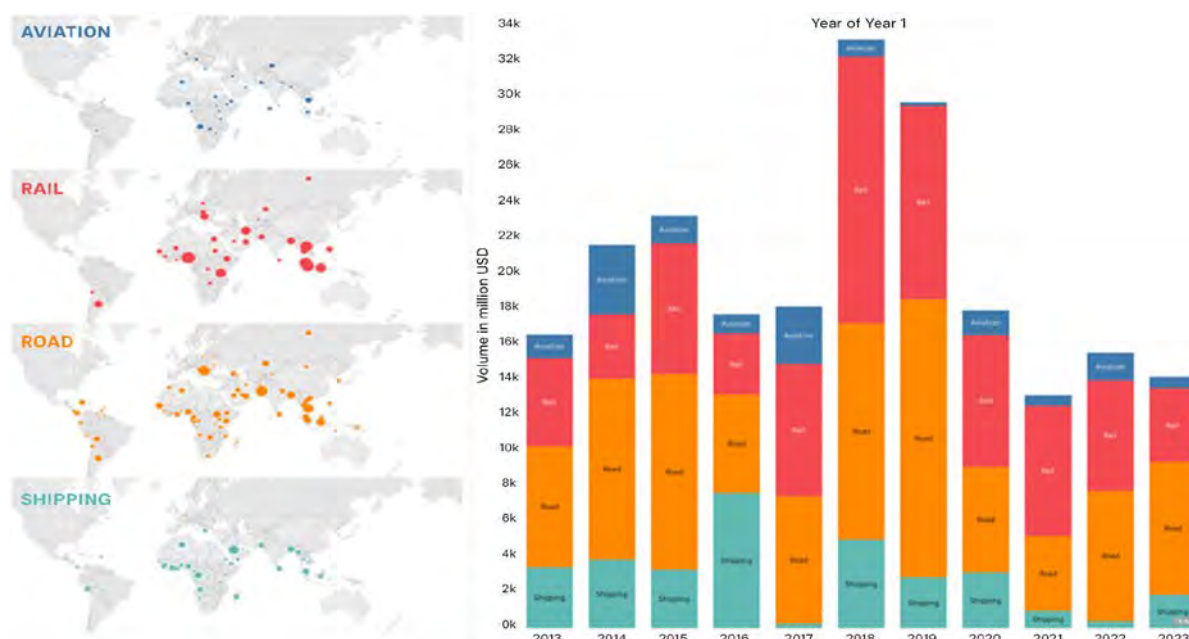 AVIATION
RAIL
ROAD
SHIPPING
Year of Year 1
Volume in million USD
34k
32k
30k
28k
26k
24k
22k
20k
18k
16k
14k
12k
10k
8k
6k
4k
2k
0k
Aviation
Rail
Road
Shipping
Aviation
Rail
Road
Shipping
Aviation
Road
Shipping
Aviation
Rail
Road
Shipping
Aviation
Rail
Road
Aviation
Rail
Road
Shipping
Rail
Road
Shipping
Aviation
Rail
Road
Shipping
Rail
Road
Shipping
Aviation
Rail
Road
Rail
Road
Shipping
2013 2014 2015 2016 2017 2018 2019 2020 2021 2022